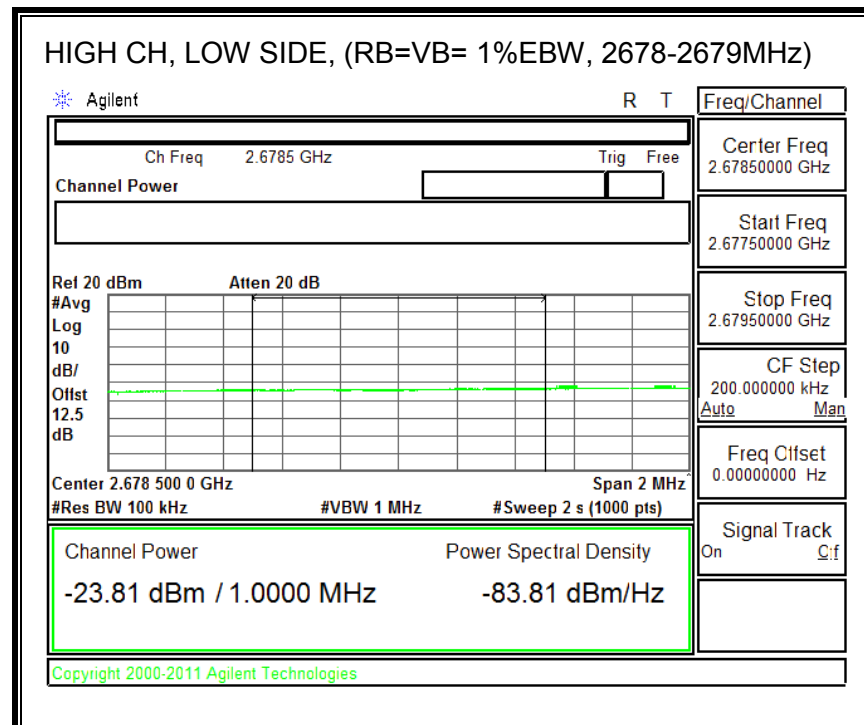 HIGH CH, LOW SIDE, (RB=VB= 1%EBW, 2678-2679MHz)
Agilent R T Freq/Channel
Ch Freq 2.6785 GHz Trig Free
Channel Power
Center Freq
2.67850000 GHz
Start Freq
2.67750000 GHz
Stop Freq
2.67950000 GHz
CF Step
200.000000 kHz
Auto Man
Freq Offset
0.00000000 Hz
Signal Track
On Off
Ref 20 dBm Atten 20 dB
#Avg
Log
10
dB/
Offst
12.5
dB
Center 2.678 500 0 GHz Span 2 MHz
#Res BW 100 kHz #VBW 1 MHz #Sweep 2 s (1000 pts)
Channel Power Power Spectral Density
-23.81 dBm / 1.0000 MHz -83.81 dBm/Hz
Copyright 2000-2011 Agilent Technologies